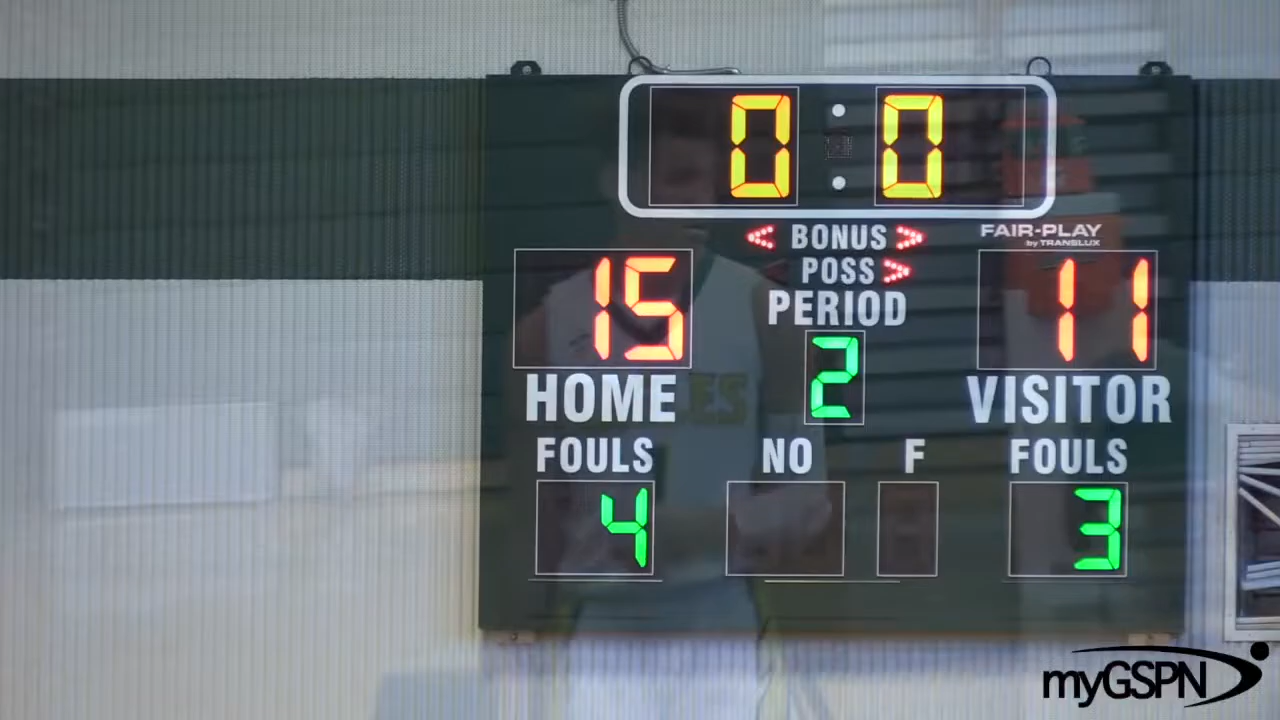 0:0
< BONUS >
POSS >
FAIR-PLAY
by TRANSLUX
PERIOD
15
2
11
HOME
VISITOR
FOULS
NO
F
FOULS
4
3
ES
myGSPN